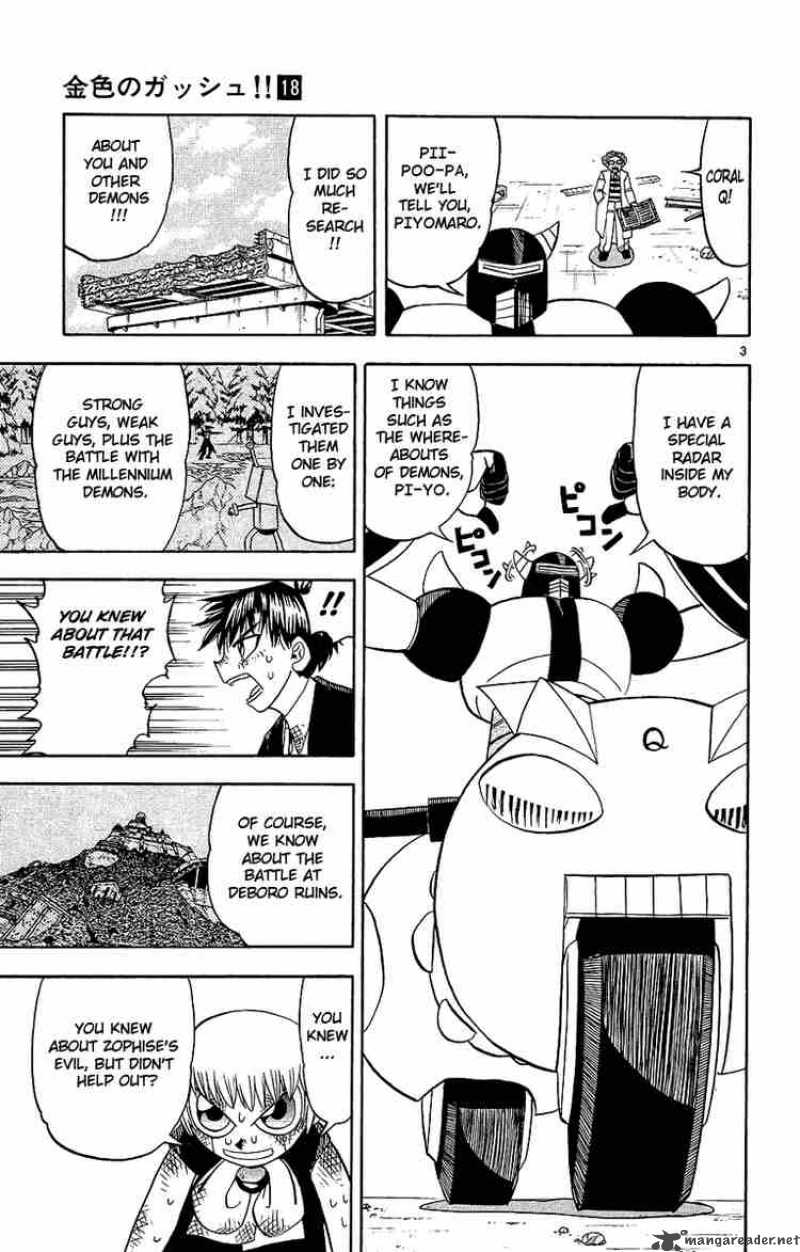 金色のガッシュ!! 18
CORAL
Q!
PII-
POO-PA,
WE'LL
TELL YOU,
PIYOMARO.
I DID SO
MUCH
RE-
SEARCH
!!
ABOUT
YOU AND
OTHER
DEMONS
!!!
3
I HAVE A
SPECIAL
RADAR
INSIDE MY
BODY.
I KNOW
THINGS
SUCH AS
THE WHERE-
ABOUTS
OF DEMONS,
PI-YO.
ピコン
ピコン
Q
I INVES-
TIGATED
THEM
ONE BY
ONE:
STRONG
GUYS, WEAK
GUYS, PLUS THE
BATTLE WITH
THE MILLENNIUM
DEMONS.
!!
YOU KNEW
ABOUT THAT
BATTLE!!?
OF COURSE,
WE KNOW
ABOUT THE
BATTLE AT
DEBORO RUINS.
YOU
KNEW
...
YOU KNEW
ABOUT ZOPHISE'S
EVIL, BUT DIDN'T
HELP OUT?
mangareader.net